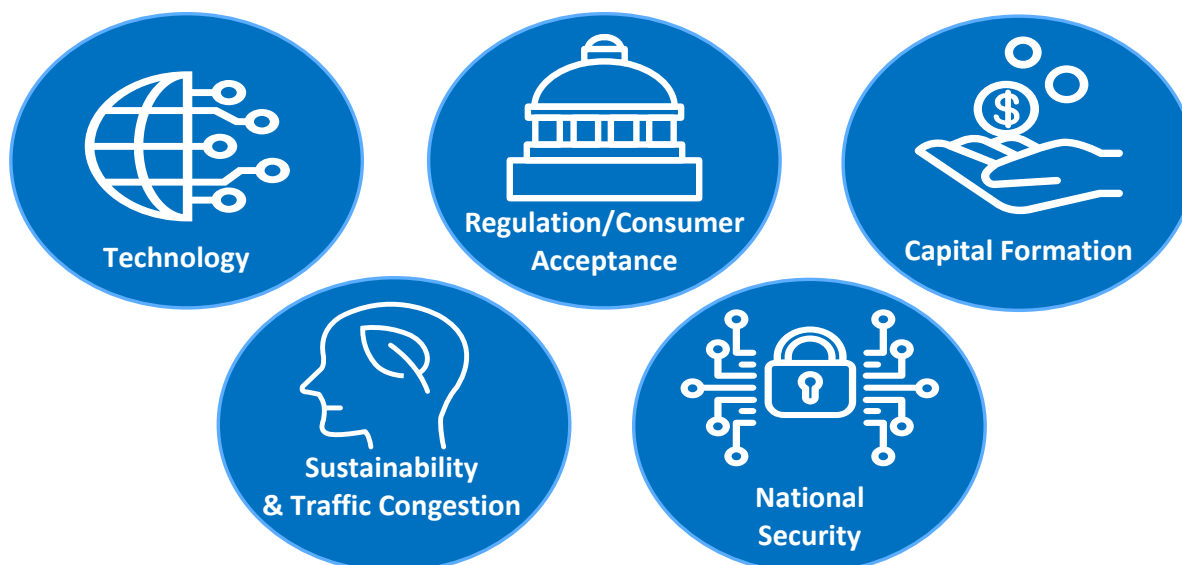 Technology
Regulation/Consumer
Acceptance
$
Capital Formation
Sustainability
& Traffic Congestion
National
Security